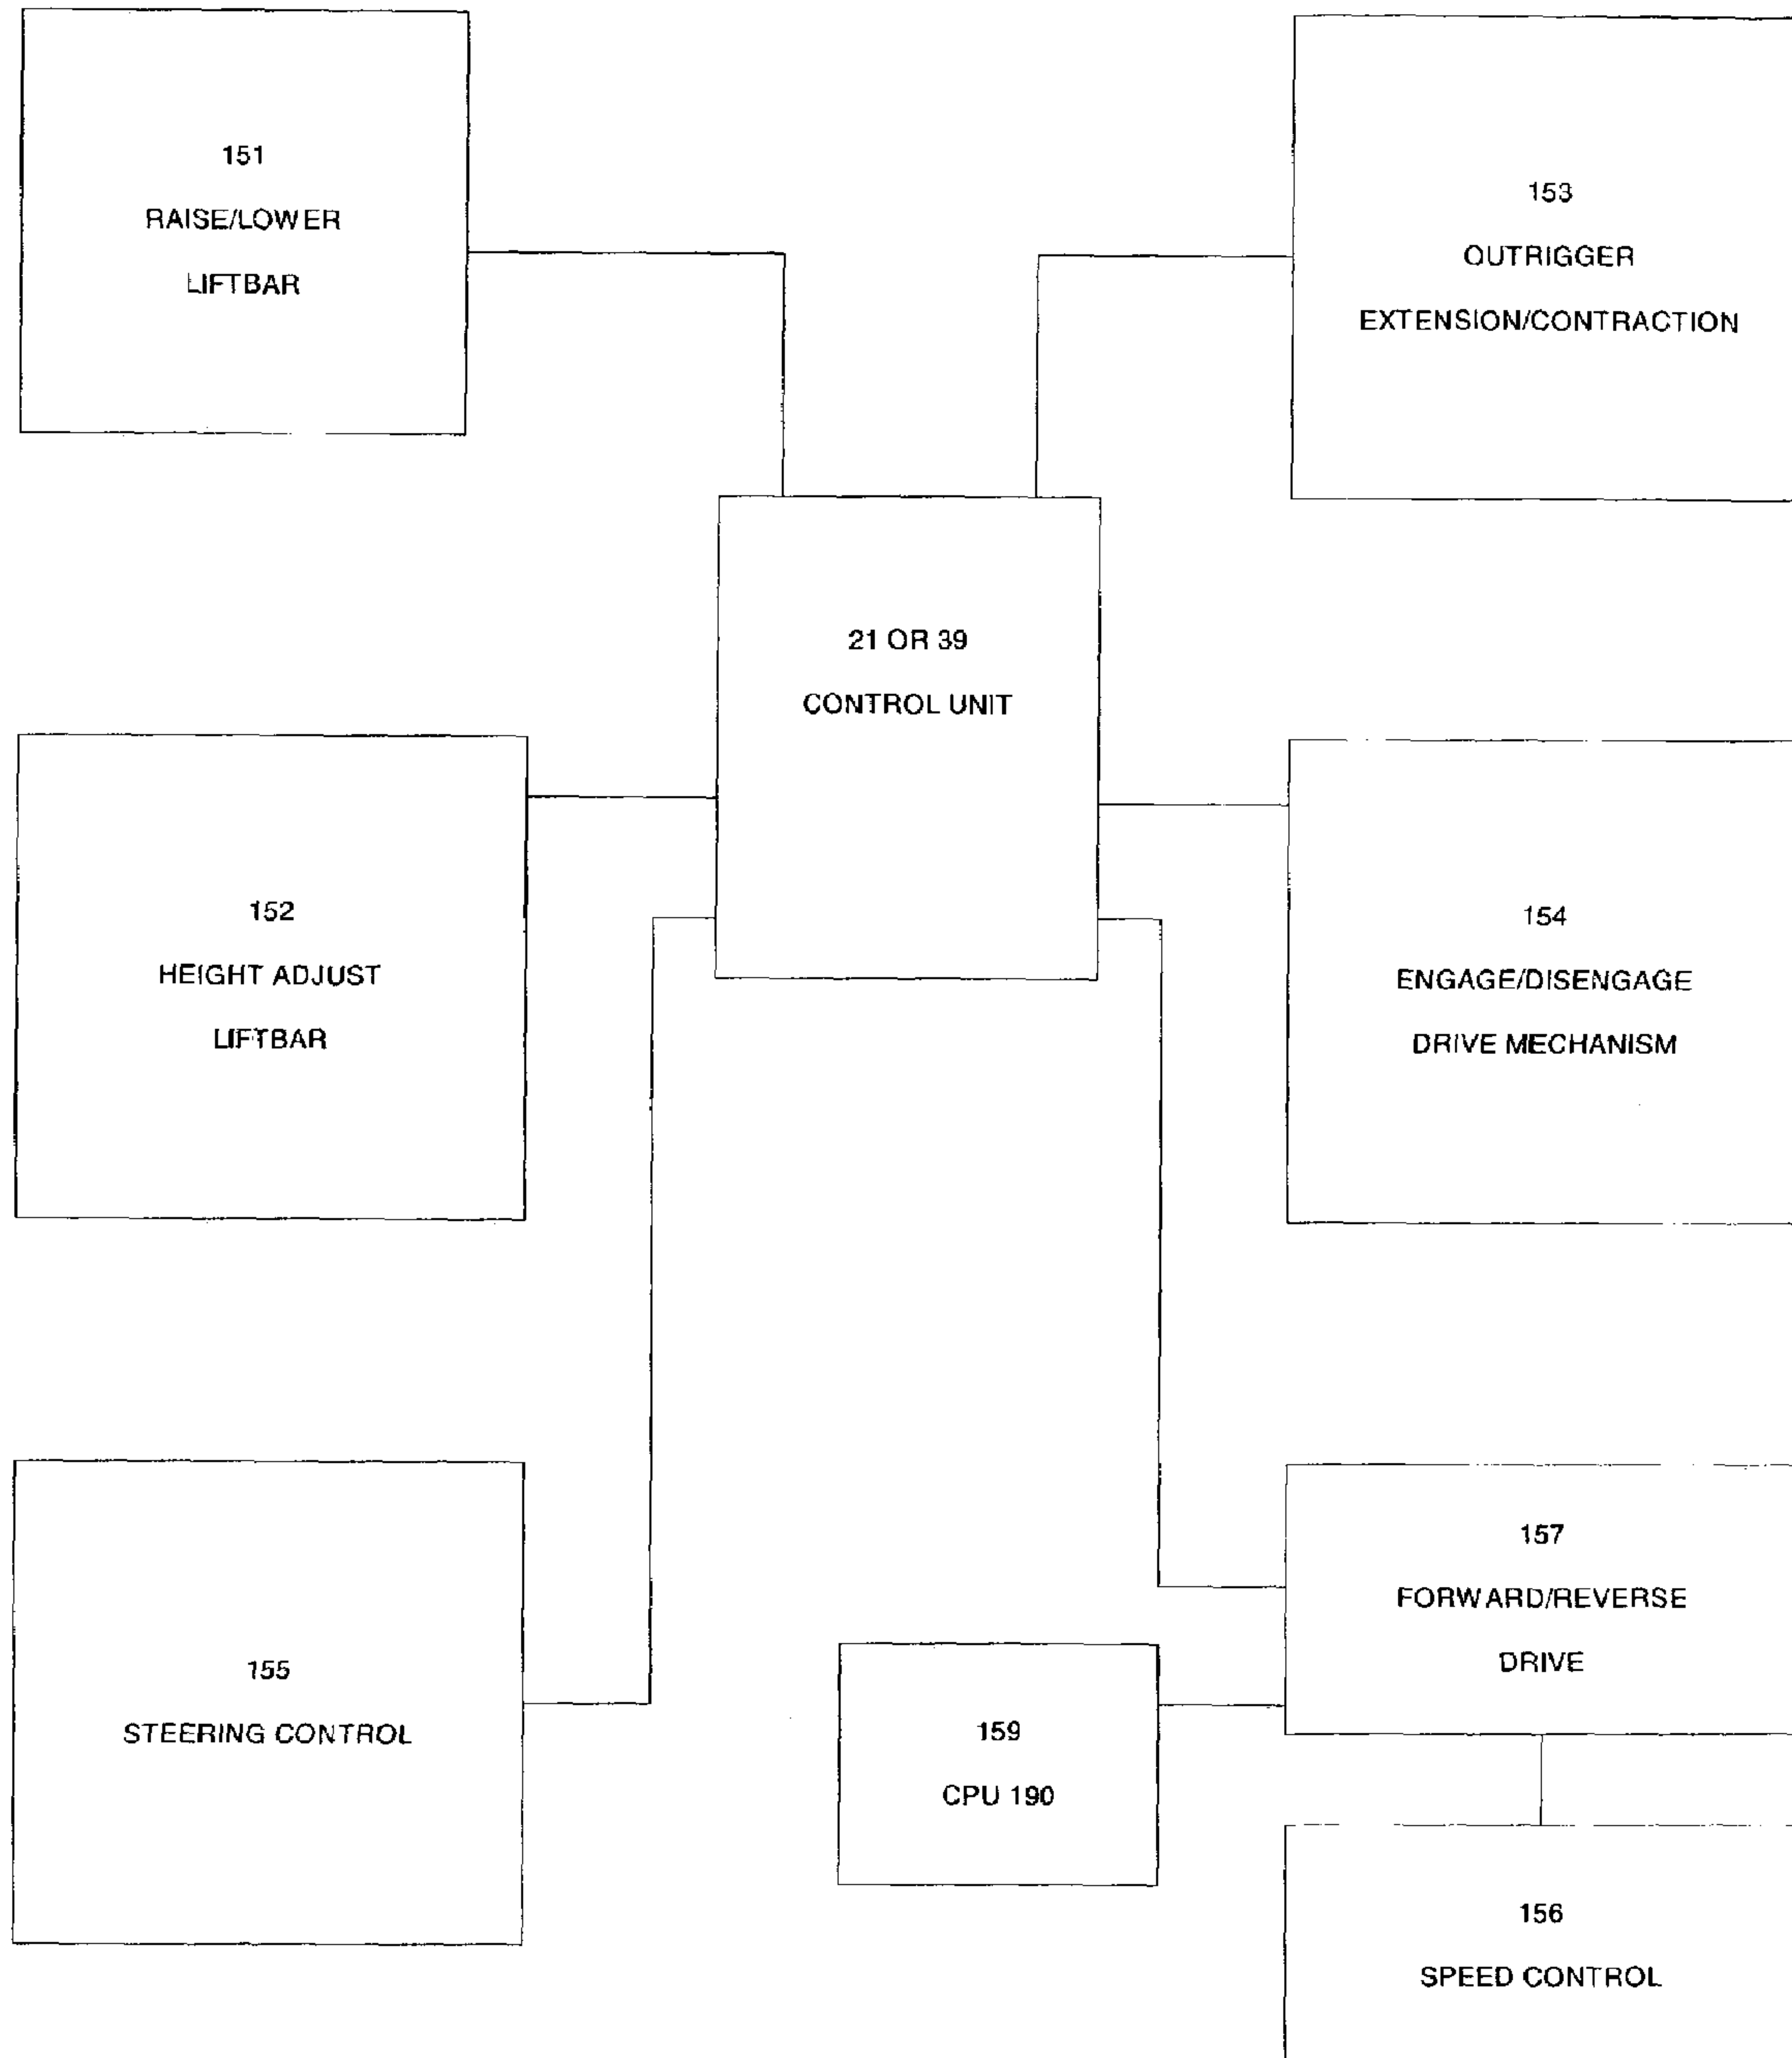 151
RAISE/LOWER
LIFTBAR
153
OUTRIGGER
EXTENSION/CONTRACTION
21 OR 39
CONTROL UNIT
152
HEIGHT ADJUST
LIFTBAR
154
ENGAGE/DISENGAGE
DRIVE MECHANISM
155
STEERING CONTROL
157
FORWARD/REVERSE
DRIVE
159
CPU 190
156
SPEED CONTROL